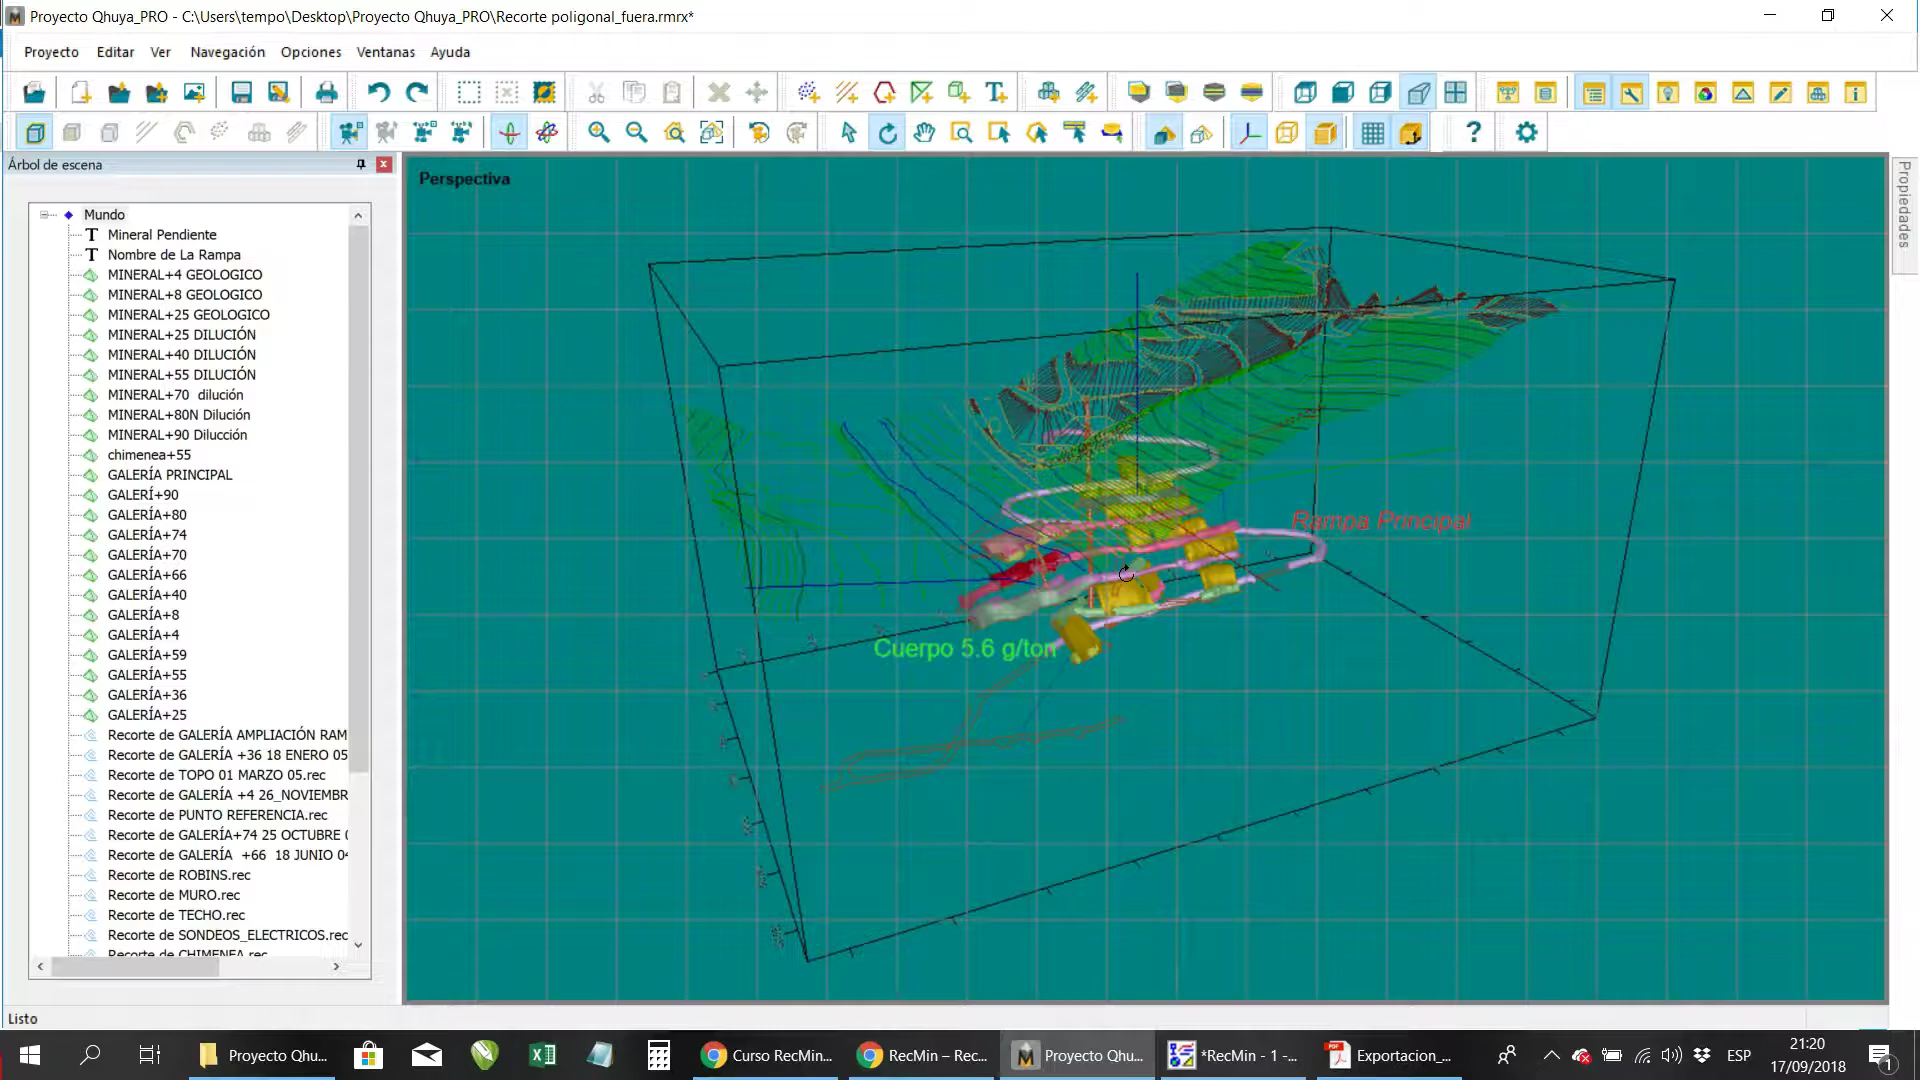 Proyecto Qhuya_PRO - C:\Users\tempo\Desktop\Proyecto Qhuya_PRO\Recorte poligonal_fuera.rmrx*
Proyecto Editar Ver Navegación Opciones Ventanas Ayuda
Árbol de escena
Mundo
Mineral Pendiente
Nombre de La Rampa
MINERAL+4 GEOLOGICO
MINERAL+8 GEOLOGICO
MINERAL+25 GEOLOGICO
MINERAL+25 DILUCIÓN
MINERAL+40 DILUCIÓN
MINERAL+55 DILUCIÓN
MINERAL+70 dilución
MINERAL+80N Dilución
MINERAL+90 Dilucción
chimenea+55
GALERÍA PRINCIPAL
GALERÍ+90
GALERÍA+80
GALERÍA+74
GALERÍA+70
GALERÍA+66
GALERÍA+40
GALERÍA+8
GALERÍA+4
GALERÍA+59
GALERÍA+55
GALERÍA+36
GALERÍA+25
Recorte de GALERÍA AMPLIACIÓN RAM
Recorte de GALERÍA +36 18 ENERO 05
Recorte de TOPO 01 MARZO 05.rec
Recorte de GALERÍA +4 26_NOVIEMBR
Recorte de PUNTO REFERENCIA.rec
Recorte de GALERÍA+74 25 OCTUBRE 0
Recorte de GALERÍA +66 18 JUNIO 04
Recorte de ROBINS.rec
Recorte de MURO.rec
Recorte de TECHO.rec
Recorte de SONDEOS_ELECTRICOS.rec
Recorte de CHIMENEA.rec
Perspectiva
Rampa Principal
Cuerpo 5.6 g/ton
Propiedades
Listo
Proyecto Qhu...
Curso RecMin...
RecMin – Rec...
Proyecto Qhu...
*RecMin - 1 -...
Exportacion_...
ESP
21:20
17/09/2018
1